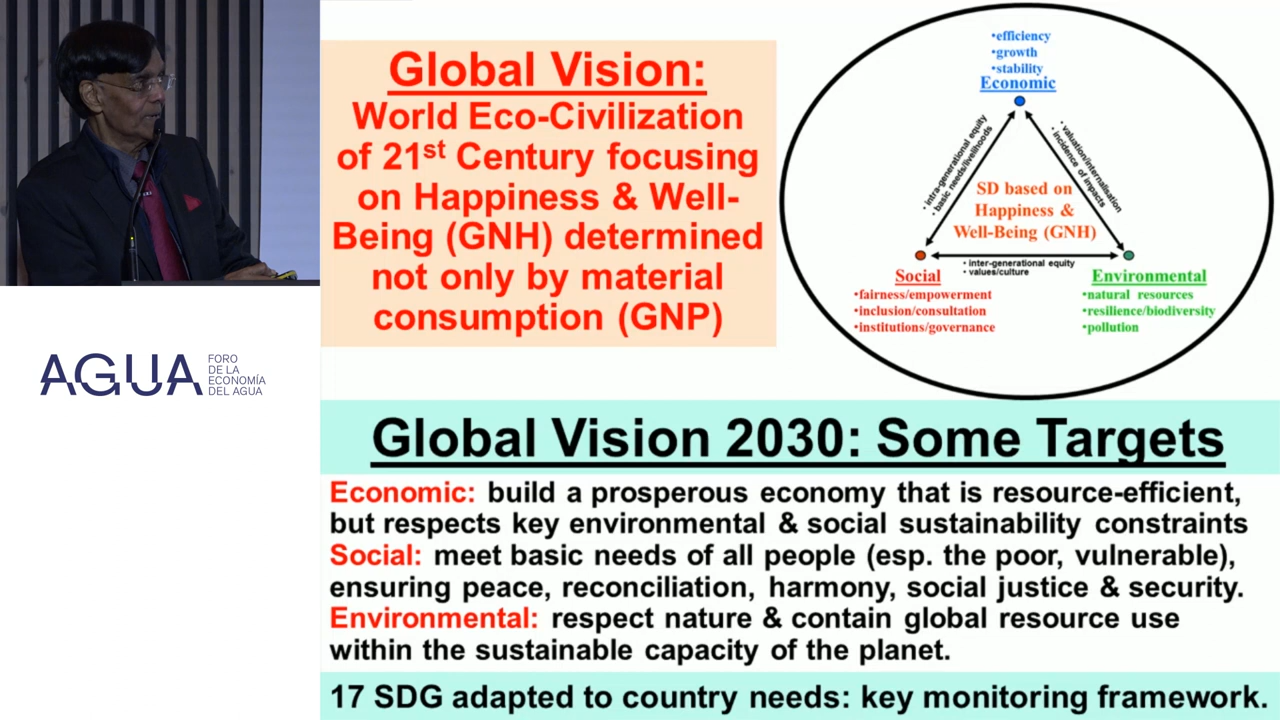 Global Vision:
World Eco-Civilization
of 21st Century focusing
on Happiness & Well-
Being (GNH) determined
not only by material
consumption (GNP)
•efficiency
•growth
•stability
Economic
• intra-generational equity
• basic needs/livelihoods
• valuation/internalisation
• incidence of impacts
SD based on
Happiness &
Well-Being (GNH)
• inter-generational equity
• values/culture
Social
•fairness/empowerment
•inclusion/consultation
•institutions/governance
Environmental
•natural resources
•resilience/biodiversity
•pollution
AGUA
FORO
DE LA
ECONOMÍA
DEL AGUA
Global Vision 2030: Some Targets
Economic: build a prosperous economy that is resource-efficient,
but respects key environmental & social sustainability constraints
Social: meet basic needs of all people (esp. the poor, vulnerable),
ensuring peace, reconciliation, harmony, social justice & security.
Environmental: respect nature & contain global resource use
within the sustainable capacity of the planet.
17 SDG adapted to country needs: key monitoring framework.